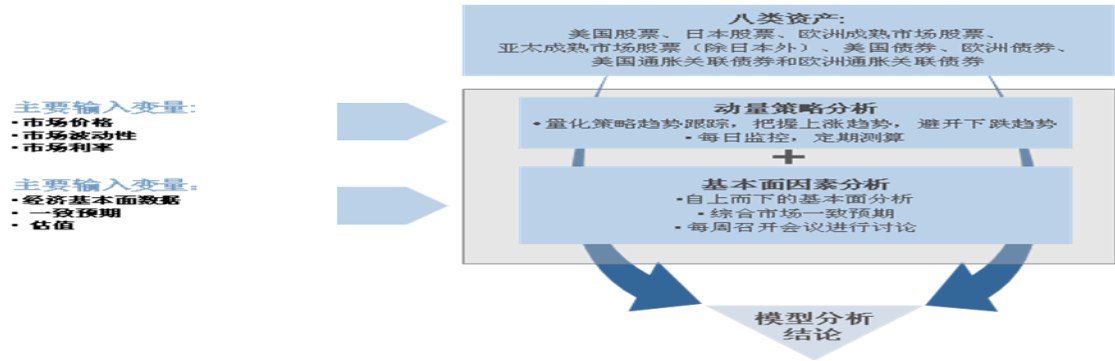 八类资产:
美国股票、日本股票、欧洲成熟市场股票、
亚太成熟市场股票（除日本外）、美国债券、欧洲债券、
美国通胀关联债券和欧洲通胀关联债券
主要输入变量:
•市场价格
•市场波动性
•市场利率
动量策略分析
•量化策略趋势跟踪，把握上涨趋势，避开下跌趋势
•每日监控，定期测算
+
主要输入变量:
•经济基本面数据
• 一致预期
• 估值
基本面因素分析
•自上而下的基本面分析
•综合市场一致预期
•每周召开会议进行讨论
模型分析
结论